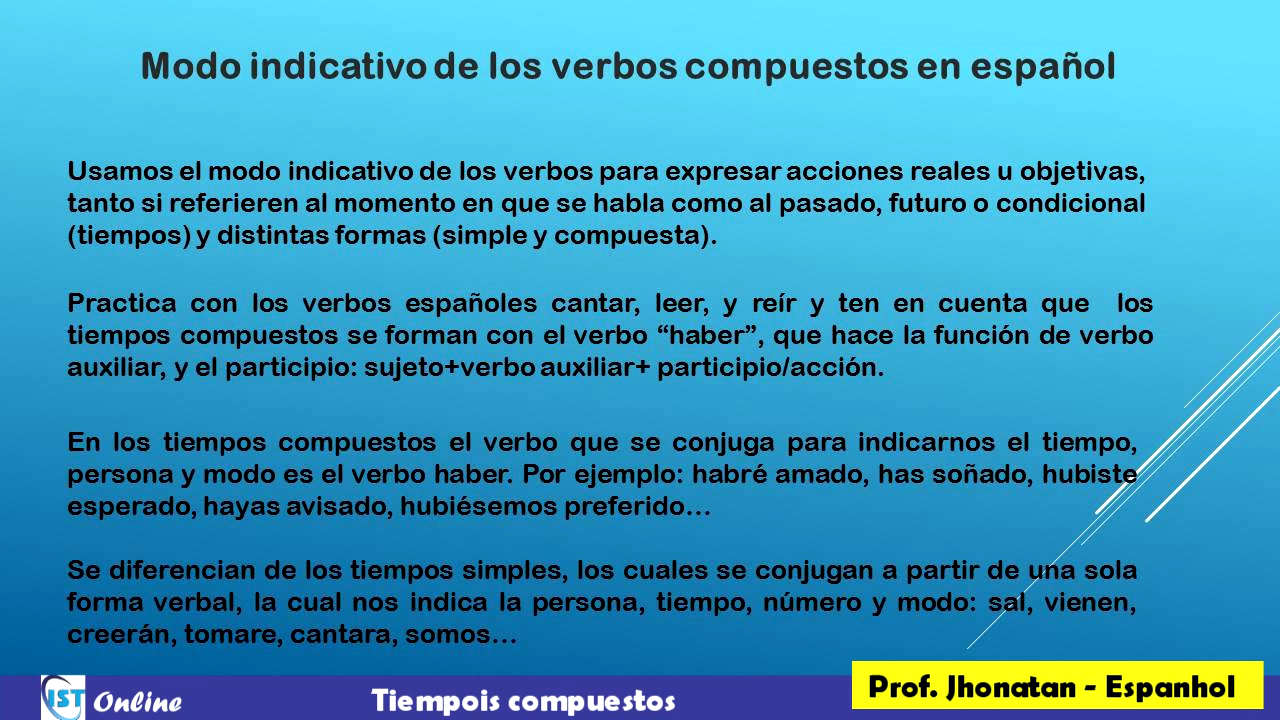 Modo indicativo de los verbos compuestos en español
Usamos el modo indicativo de los verbos para expresar acciones reales u objetivas,
tanto si referieren al momento en que se habla como al pasado, futuro o condicional
(tiempos) y distintas formas (simple y compuesta).
Practica con los verbos españoles cantar, leer, y reír y ten en cuenta que los
tiempos compuestos se forman con el verbo “haber”, que hace la función de verbo
auxiliar, y el participio: sujeto+verbo auxiliar+ participio/acción.
En los tiempos compuestos el verbo que se conjuga para indicarnos el tiempo,
persona y modo es el verbo haber. Por ejemplo: habré amado, has soñado, hubiste
esperado, hayas avisado, hubiésemos preferido…
Se diferencian de los tiempos simples, los cuales se conjugan a partir de una sola
forma verbal, la cual nos indica la persona, tiempo, número y modo: sal, vienen,
creerán, tomare, cantara, somos…
IST Online
Tiempois compuestos
Prof. Jhonatan - Espanhol